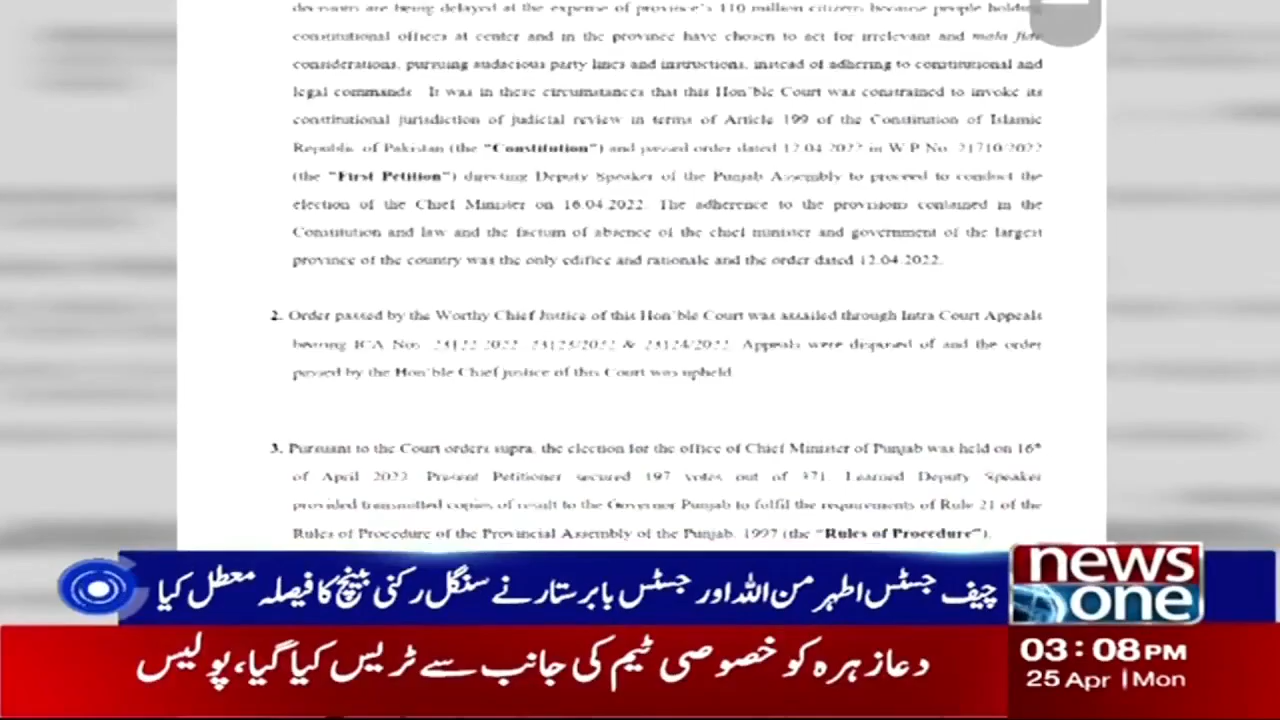 decisions are being delayed at the expense of province's 110 million citizens because people holding
constitutional offices at center and in the province have chosen to act for irrelevant and mala fide
considerations, pursuing audacious party lines and instructions, instead of adhering to constitutional and
legal commands. It was in there circumstances that this Hon'ble Court was constrained to invoke its
constitutional jurisdiction of judicial review in terms of Article 199 of the Constitution of Islamic
Republic of Pakistan (the "Constitution") and passed order dated 12.04.2022 in W.P No. 21710/2022
(the "First Petition") directing Deputy Speaker of the Punjab Assembly to proceed to conduct the
election of the Chief Minister on 16.04.2022. The adherence to the provisions contained in the
Constitution and law and the factum of absence of the chief minister and government of the largest
province of the country was the only edifice and rationale and the order dated 12.04.2022.
2. Order passed by the Worthy Chief Justice of this Hon'ble Court was assailed through Intra Court Appeals
bearing ICA Nos. & Appeals were disposed of and the order
passed by the Hon'ble Chief justice of this Court was upheld
3. Pursuant to the Court orders supra, the election for the office of Chief Minister of Punjab was held on 16th
of April 2022. Present Petitioner secured 197 votes out of 371. Learned Deputy Speaker
provided/transmitted copies of result to the Governor Punjab to fulfil the requirements of Rule 21 of the
Rules of Procedure of the Provincial Assembly of the Punjab, 1997 (the "Rules of Procedure").
چیف جسٹس اطہر من اللہ اور جسٹس بابر ستار نے سنگل رکنی بینچ کا فیصلہ معطل کیا
news one
دعا زہرہ کو خصوصی ٹیم کی جانب سے ٹریس کیا گیا، پولیس
03:08 PM
25 Apr | Mon